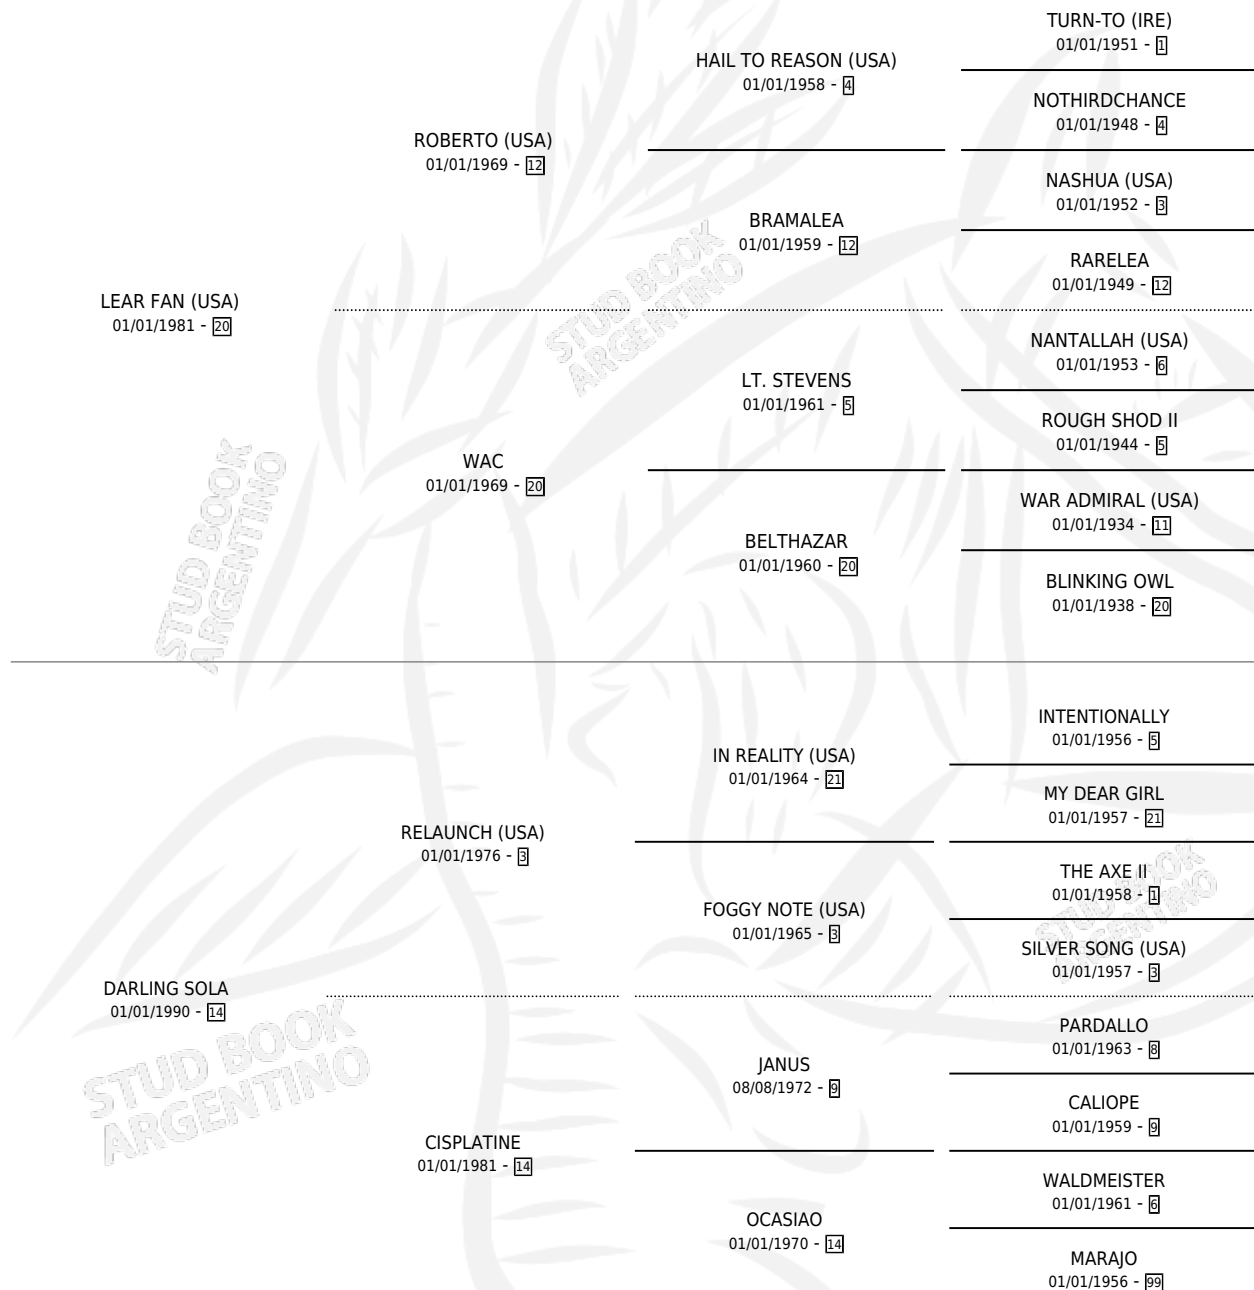 TURN-TO (IRE)
01/01/1951 - 1
HAIL TO REASON (USA)
01/01/1958 - 4
NOTHIRDCHANCE
01/01/1948 - 4
ROBERTO (USA)
01/01/1969 - 12
NASHUA (USA)
01/01/1952 - 3
BRAMALEA
01/01/1959 - 12
RARELEA
01/01/1949 - 12
LEAR FAN (USA)
01/01/1981 - 20
STUD BOOK
ARGENTINO
NANTALLAH (USA)
01/01/1953 - 6
LT. STEVENS
01/01/1961 - 5
ROUGH SHOD II
01/01/1944 - 5
WAC
01/01/1969 - 20
WAR ADMIRAL (USA)
01/01/1934 - 11
BELTHAZAR
01/01/1960 - 20
BLINKING OWL
01/01/1938 - 20
STUD BOOK
ARGENTINO
INTENTIONALLY
01/01/1956 - 5
IN REALITY (USA)
01/01/1964 - 21
MY DEAR GIRL
01/01/1957 - 21
RELAUNCH (USA)
01/01/1976 - 3
THE AXE II
01/01/1958 - 1
FOGGY NOTE (USA)
01/01/1965 - 3
SILVER SONG (USA)
01/01/1957 - 3
STUD BOOK
ARGENTINO
DARLING SOLA
01/01/1990 - 14
PARDALLO
01/01/1963 - 8
JANUS
08/08/1972 - 9
CALIOPE
01/01/1959 - 9
STUD BOOK
ARGENTINO
CISPLATINE
01/01/1981 - 14
WALDMEISTER
01/01/1961 - 6
OCASIAO
01/01/1970 - 14
MARAJO
01/01/1956 - 99